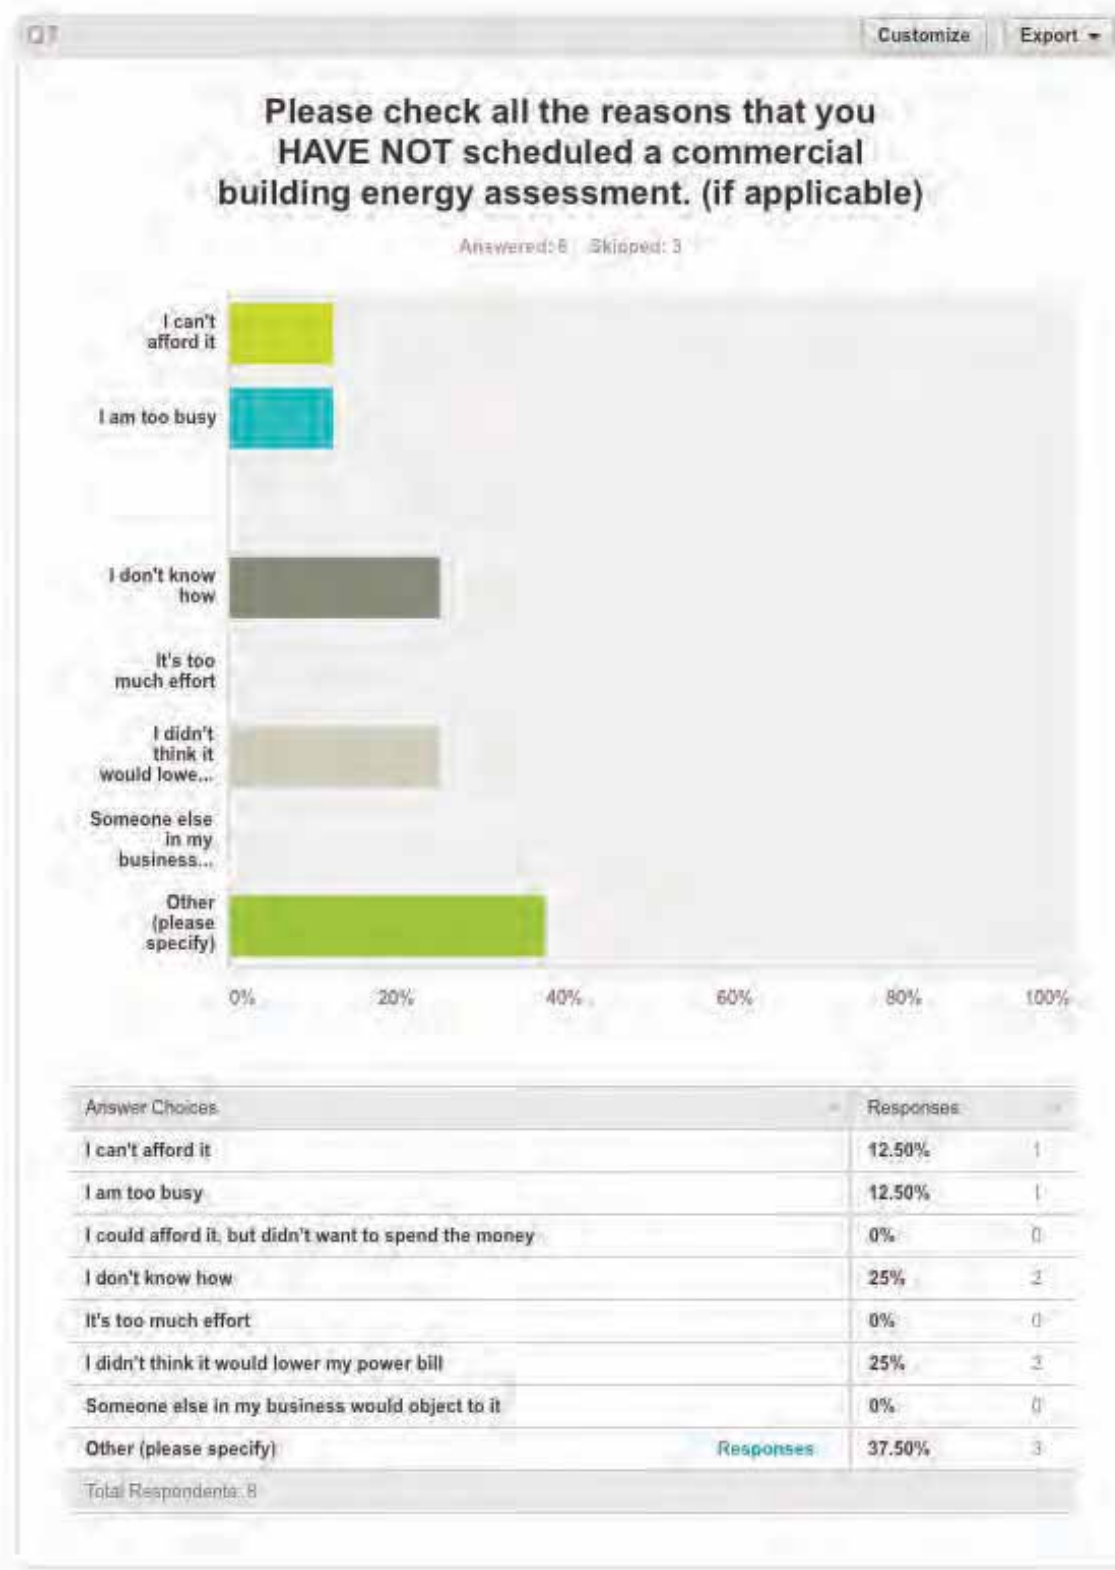 Q7
Customize Export
Please check all the reasons that you
HAVE NOT scheduled a commercial
building energy assessment. (if applicable)
Answered: 8 Skipped: 3
I can't
afford it
I am too busy
I don't know
how
It's too
much effort
I didn't
think it
would lowe...
Someone else
in my
business...
Other
(please
specify)
0% 20% 40% 60% 80% 100%
Answer Choices Responses
I can't afford it 12.50% 1
I am too busy 12.50% 1
I could afford it, but didn't want to spend the money 0% 0
I don't know how 25% 2
It's too much effort 0% 0
I didn't think it would lower my power bill 25% 2
Someone else in my business would object to it 0% 0
Other (please specify) Responses 37.50% 3
Total Respondents: 8